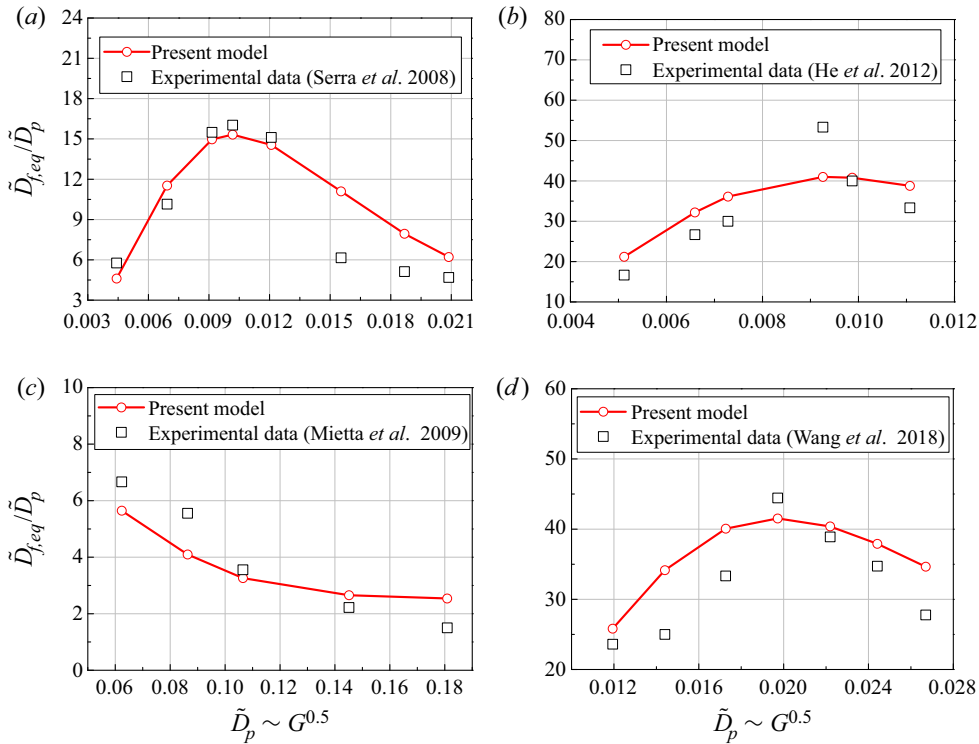 (a)
24
21
18
15
12
9
6
3
Present model
Experimental data (Serra et al. 2008)
0.003 0.006 0.009 0.012 0.015 0.018 0.021
D̃f,eq/D̃p
(b)
80
70
60
50
40
30
20
10
Present model
Experimental data (He et al. 2012)
0.004 0.006 0.008 0.010 0.012
(c)
10
8
6
4
2
0
Present model
Experimental data (Mietta et al. 2009)
0.06 0.08 0.10 0.12 0.14 0.16 0.18
D̃f,eq/D̃p
D̃p ~ G0.5
(d)
60
50
40
30
20
Present model
Experimental data (Wang et al. 2018)
0.012 0.016 0.020 0.024 0.028
D̃p ~ G0.5